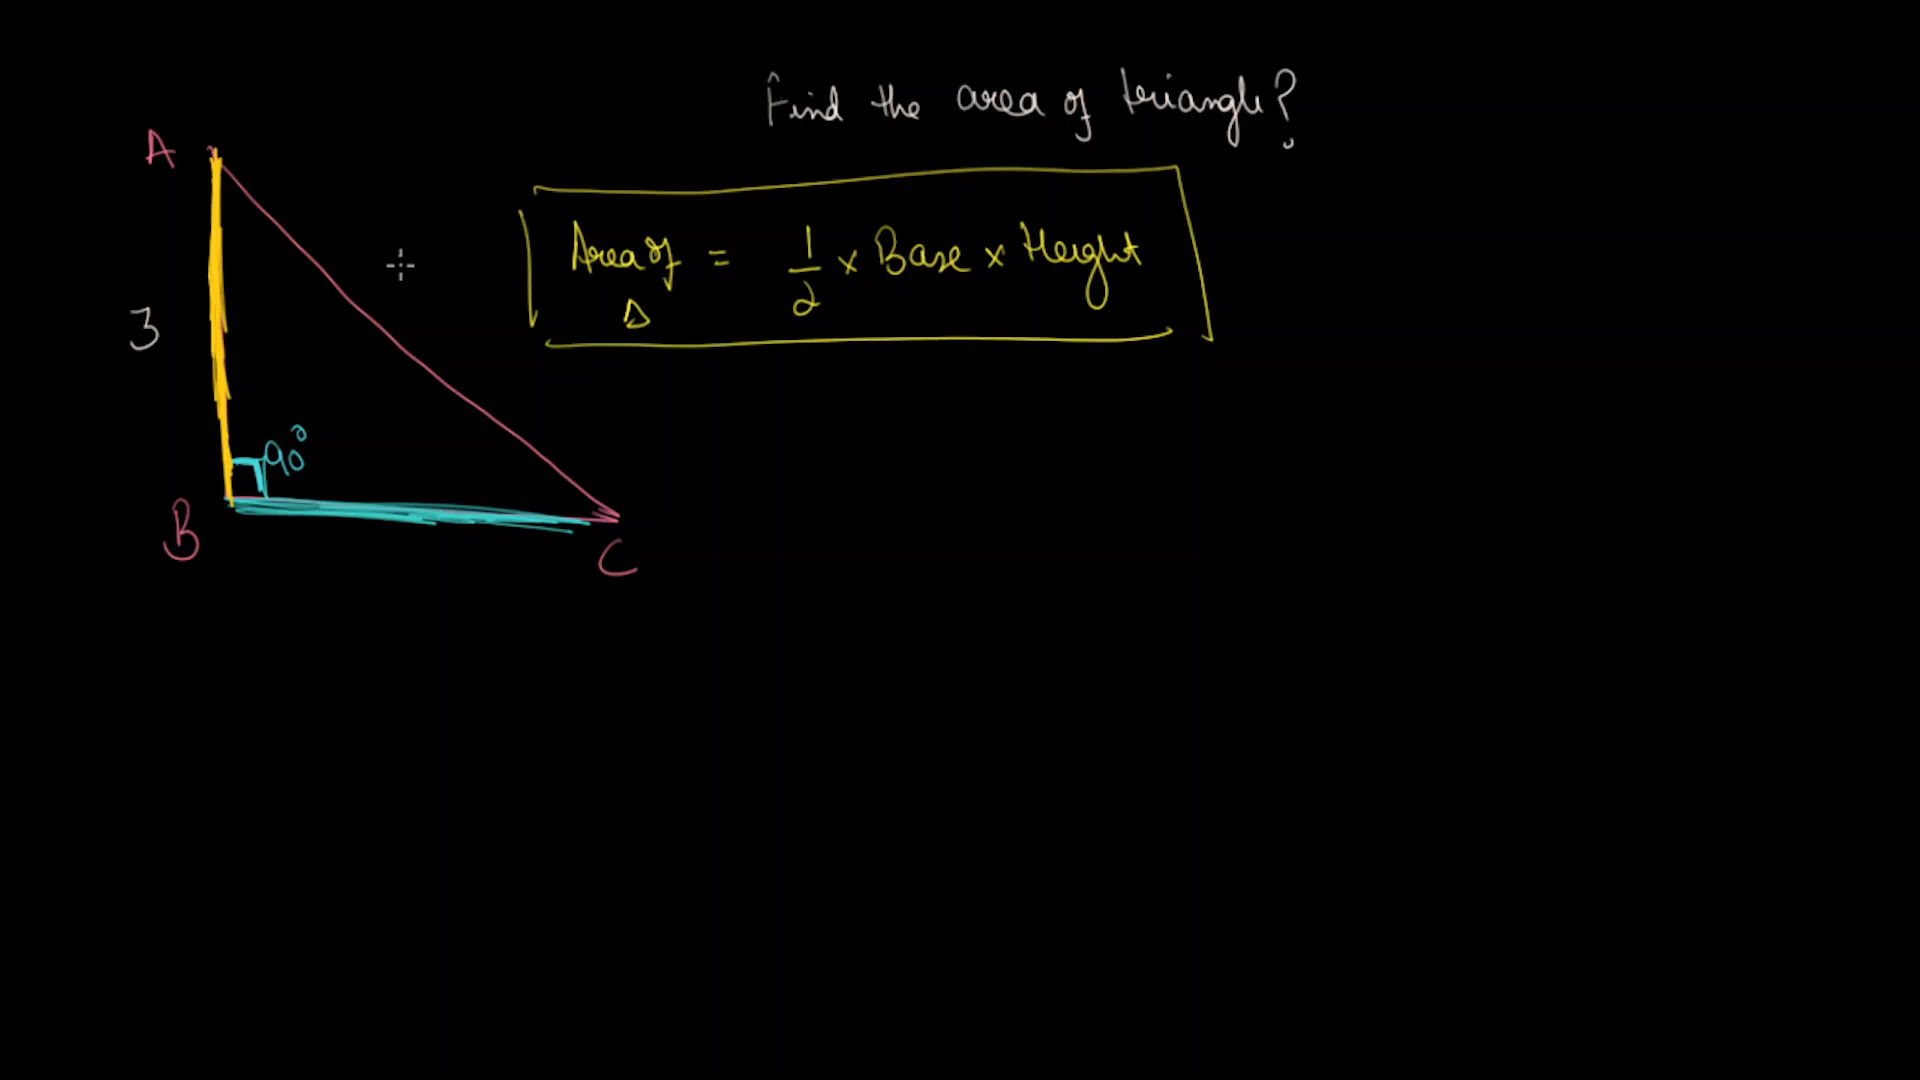 Find the area of triangle?
A
Area of = 1/2 × Base × Height
Δ
3
90°
B
C